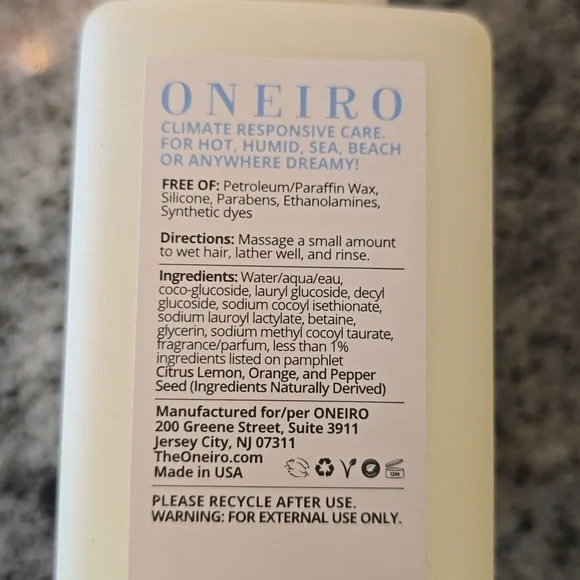 ONEIRO
CLIMATE RESPONSIVE CARE.
FOR HOT, HUMID, SEA, BEACH
OR ANYWHERE DREAMY!
FREE OF: Petroleum/Paraffin Wax,
Silicone, Parabens, Ethanolamines,
Synthetic dyes
Directions: Massage a small amount
to wet hair, lather well, and rinse.
Ingredients: Water/aqua/eau,
coco-glucoside, lauryl glucoside, decyl
glucoside, sodium cocoyl isethionate,
sodium lauroyl lactylate, betaine,
glycerin, sodium methyl cocoyl taurate,
fragrance/parfum, less than 1%
ingredients listed on pamphlet
Citrus Lemon, Orange, and Pepper
Seed (Ingredients Naturally Derived)
Manufactured for/per ONEIRO
200 Greene Street, Suite 3911
Jersey City, NJ 07311
TheOneiro.com
Made in USA
12M
PLEASE RECYCLE AFTER USE.
WARNING: FOR EXTERNAL USE ONLY.